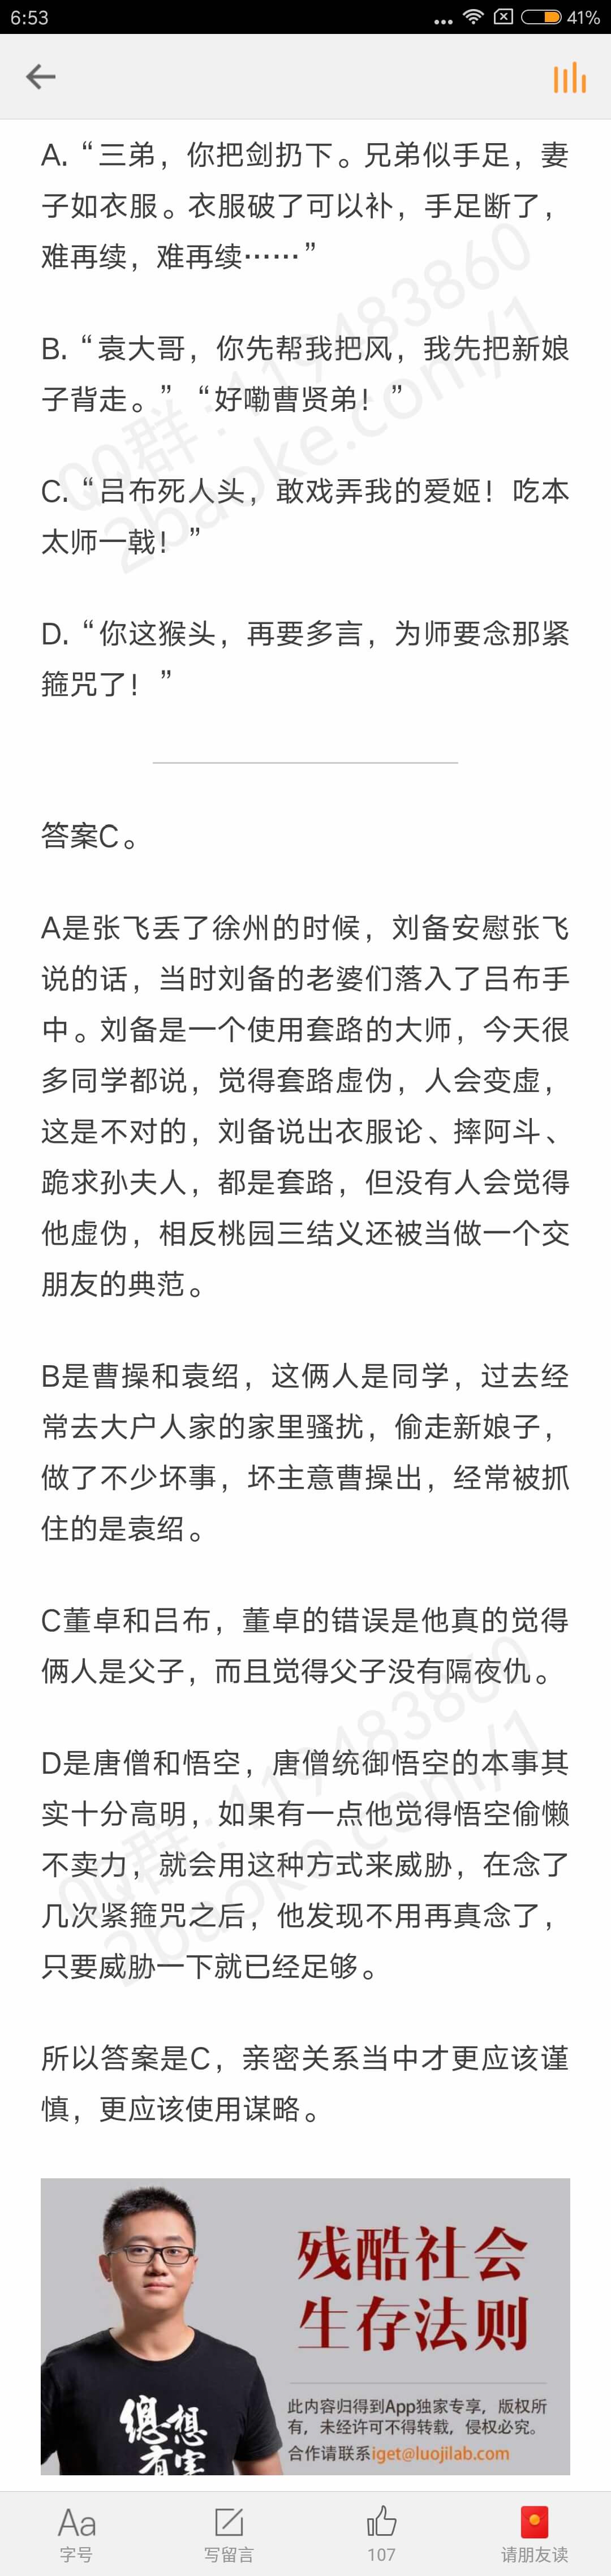 6:53
41%
A. “三弟，你把剑扔下。兄弟似手足，妻
子如衣服。衣服破了可以补，手足断了，
难再续，难再续……”
B. “袁大哥，你先帮我把风，我先把新娘
子背走。” “好嘞曹贤弟！”
C. “吕布死人头，敢戏弄我的爱姬！吃本
太师一戟！”
D. “你这猴头，再要多言，为师要念那紧
箍咒了！”
QQ群：119483860
2baoke.com/1
答案C。
A是张飞丢了徐州的时候，刘备安慰张飞
说的话，当时刘备的老婆们落入了吕布手
中。刘备是一个使用套路的大师，今天很
多同学都说，觉得套路虚伪，人会变虚，
这是不对的，刘备说出衣服论、摔阿斗、
跪求孙夫人，都是套路，但没有人会觉得
他虚伪，相反桃园三结义还被当做一个交
朋友的典范。
B是曹操和袁绍，这俩人是同学，过去经
常去大户人家的家里骚扰，偷走新娘子，
做了不少坏事，坏主意曹操出，经常被抓
住的是袁绍。
C董卓和吕布，董卓的错误是他真的觉得
俩人是父子，而且觉得父子没有隔夜仇。
D是唐僧和悟空，唐僧统御悟空的本事其
实十分高明，如果有一点他觉得悟空偷懒
不卖力，就会用这种方式来威胁，在念了
几次紧箍咒之后，他发现不用再真念了，
只要威胁一下就已经足够。
QQ群：119483860
2baoke.com/1
所以答案是C，亲密关系当中才更应该谨
慎，更应该使用谋略。
残酷社会
生存法则
此内容归得到App独家专享，版权所
有，未经许可不得转载，侵权必究。
合作请联系iget@luojilab.com
總想
有害
Aa
字号
写留言
107
请朋友读